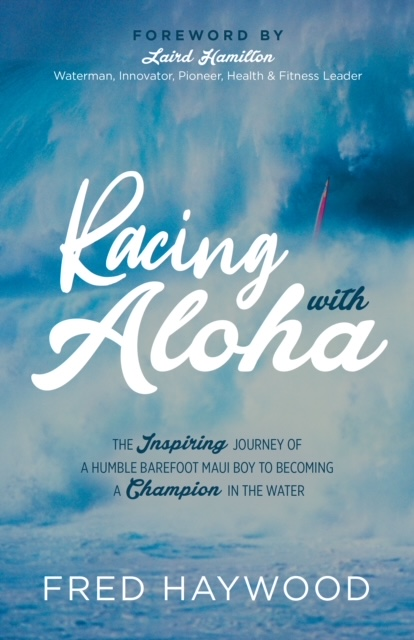 FOREWORD BY
Laird Hamilton
Waterman, Innovator, Pioneer, Health & Fitness Leader
Racing
with
Aloha
THE Inspiring JOURNEY OF
A HUMBLE BAREFOOT MAUI BOY TO BECOMING
A Champion IN THE WATER
FRED HAYWOOD